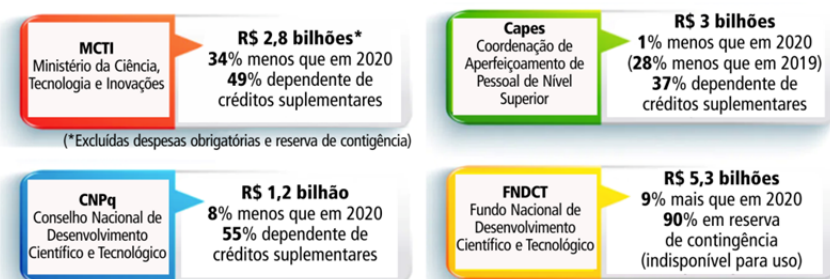 MCTI
Ministério da Ciência,
Tecnologia e Inovações
R$ 2,8 bilhões*
34% menos que em 2020
49% dependente de
créditos suplementares
(*Excluídas despesas obrigatórias e reserva de contigência)
Capes
Coordenação de
Aperfeiçoamento de
Pessoal de Nível
Superior
R$ 3 bilhões
1% menos que em 2020
(28% menos que em 2019)
37% dependente de
créditos suplementares
CNPq
Conselho Nacional de
Desenvolvimento
Científico e Tecnológico
R$ 1,2 bilhão
8% menos que em 2020
55% dependente de
créditos suplementares
FNDCT
Fundo Nacional de
Desenvolvimento
Científico e Tecnológico
R$ 5,3 bilhões
9% mais que em 2020
90% em reserva
de contingência
(indisponível para uso)